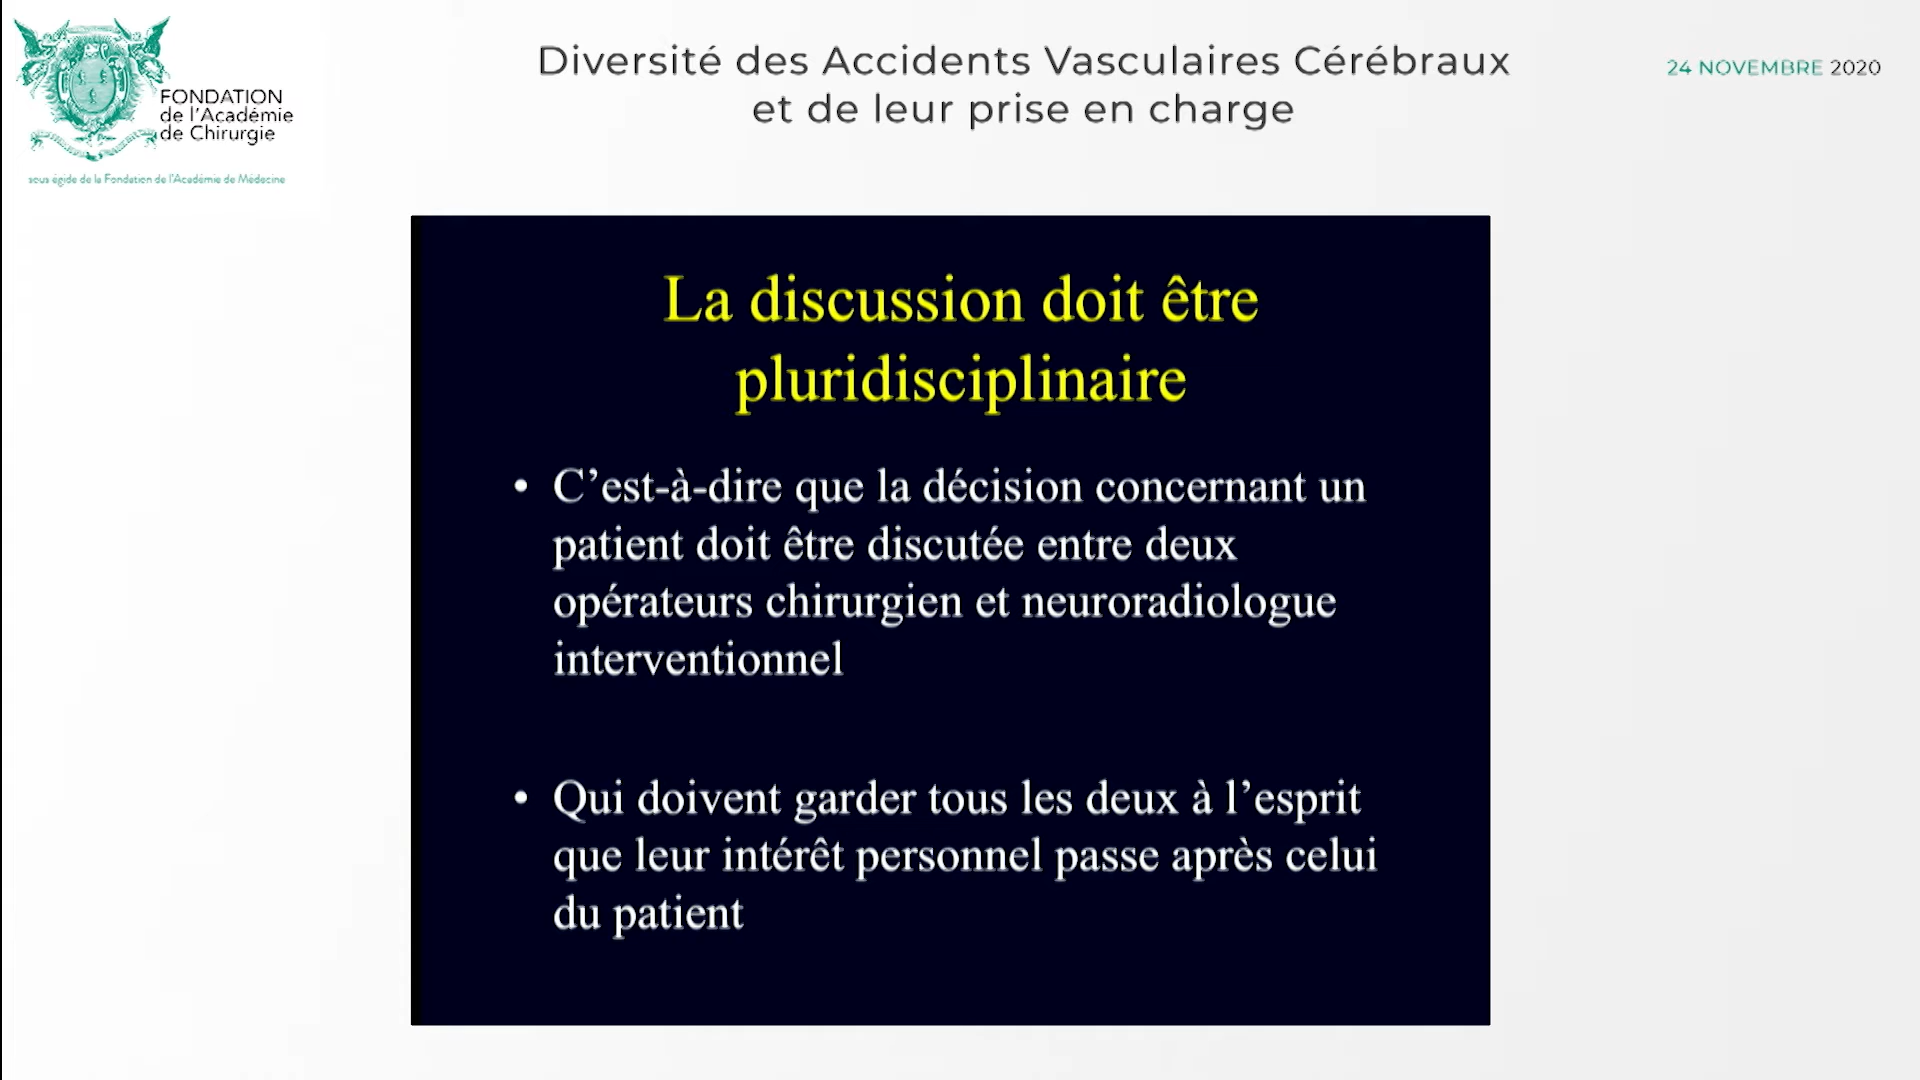 FONDATION
de l'Académie
de Chirurgie
sous égide de la Fondation de l'Académie de Médecine
Diversité des Accidents Vasculaires Cérébraux
et de leur prise en charge
24 NOVEMBRE 2020
La discussion doit être
pluridisciplinaire
• C’est-à-dire que la décision concernant un
patient doit être discutée entre deux
opérateurs chirurgien et neuroradiologue
interventionnel
• Qui doivent garder tous les deux à l’esprit
que leur intérêt personnel passe après celui
du patient